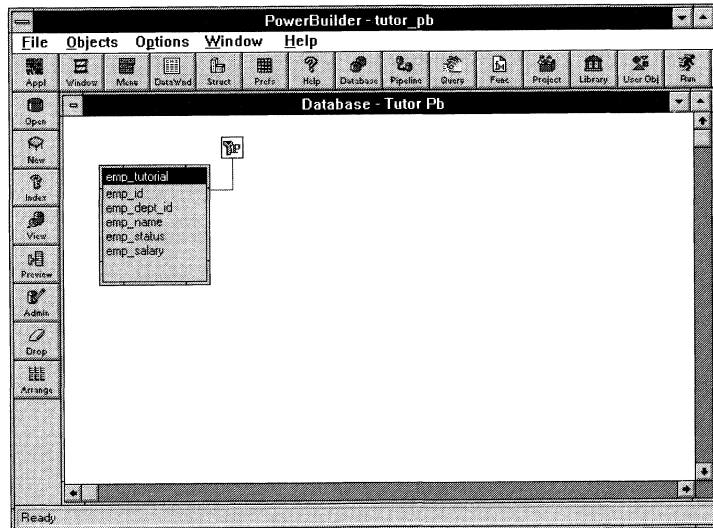 PowerBuilder - tutor_pb
File Objects Options Window Help
Appl Window Menu DataWnd Struct Prefs Help Database Pipeline Query Func Project Library User Obj Run
Database - Tutor Pb
Open
New
Index
View
Preview
Admin
Drop
Arrange
P
emp_tutorial
emp_id
emp_dept_id
emp_name
emp_status
emp_salary
Ready